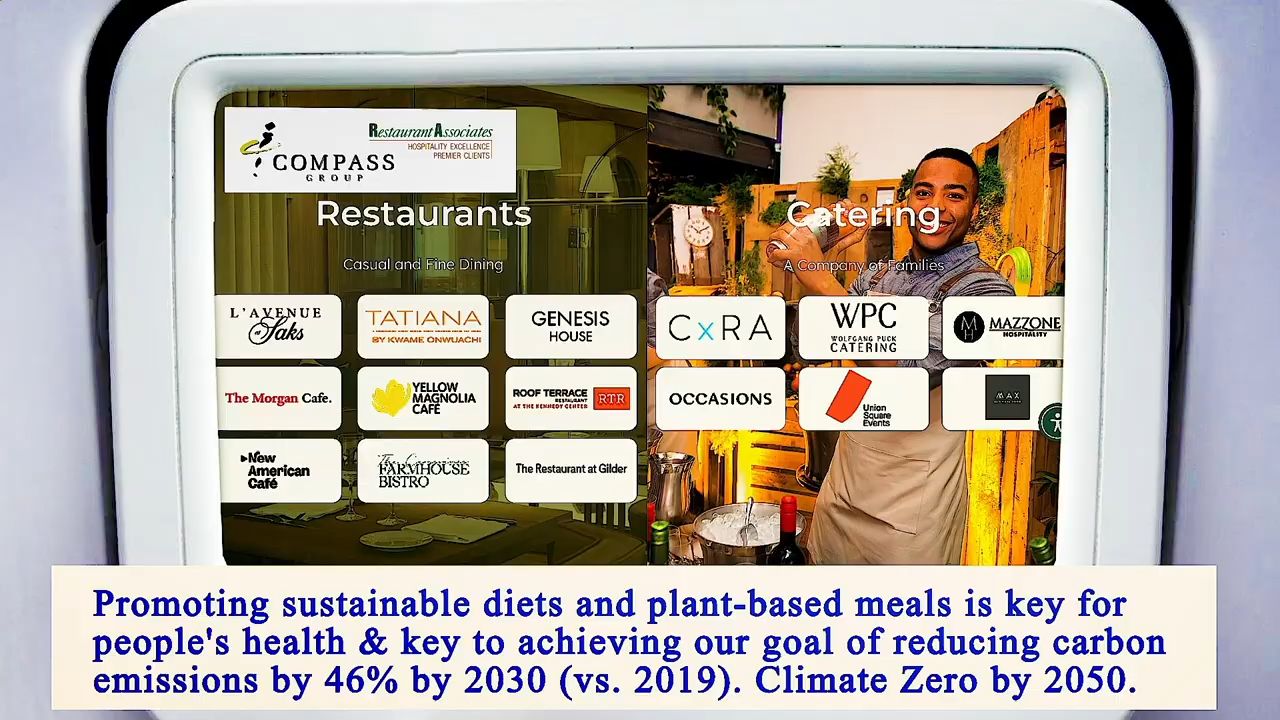 COMPASS
GROUP
Restaurant Associates
HOSPITALITY EXCELLENCE
PREMIER CLIENTS
Restaurants
Casual and Fine Dining
L'AVENUE
Saks
TATIANA
BY KWAME ONWUACHI
GENESIS
HOUSE
The Morgan Cafe.
YELLOW
MAGNOLIA
CAFÉ
ROOF TERRACE
RESTAURANT
AT THE KENNEDY CENTER
RTR
New
American
Café
FARMHOUSE
BISTRO
The Restaurant at Gilder
Catering
A Company of Families
CxRA
WPC
WOLFGANG PUCK
CATERING
MH
MAZZONE
HOSPITALITY
OCCASIONS
Union
Square
Events
MAX
Promoting sustainable diets and plant-based meals is key for
people's health & key to achieving our goal of reducing carbon
emissions by 46% by 2030 (vs. 2019). Climate Zero by 2050.